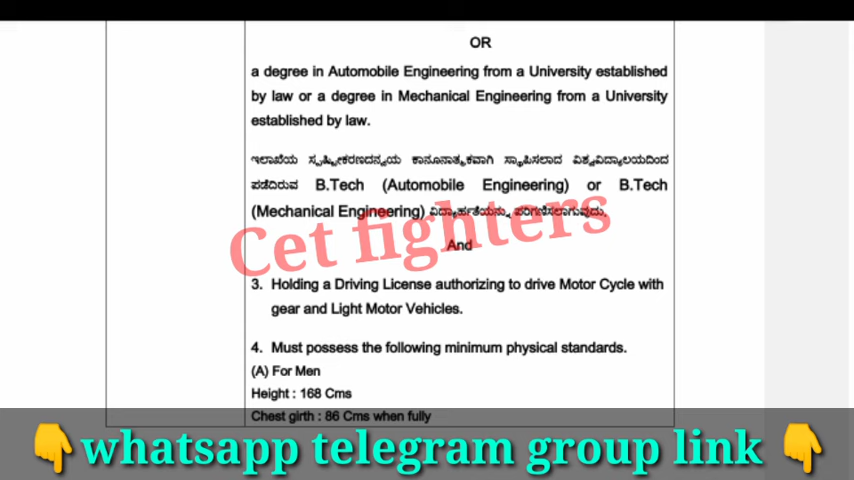 OR
a degree in Automobile Engineering from a University established
by law or a degree in Mechanical Engineering from a University
established by law.
ಇಲಾಖೆಯ ಸ್ಪಷ್ಟೀಕರಣದನ್ವಯ ಕಾನೂನಾತ್ಮಕವಾಗಿ ಸ್ಥಾಪಿಸಲಾದ ವಿಶ್ವವಿದ್ಯಾಲಯದಿಂದ
ಪಡೆದಿರುವ B.Tech (Automobile Engineering) or B.Tech
(Mechanical Engineering) ವಿದ್ಯಾರ್ಹತೆಯನ್ನು ಪರಿಗಣಿಸಲಾಗುವುದು.
Cet fighters
And
3. Holding a Driving License authorizing to drive Motor Cycle with
gear and Light Motor Vehicles.
4. Must possess the following minimum physical standards.
(A) For Men
Height : 168 Cms
Chest girth : 86 Cms when fully
👇whatsapp telegram group link 👇